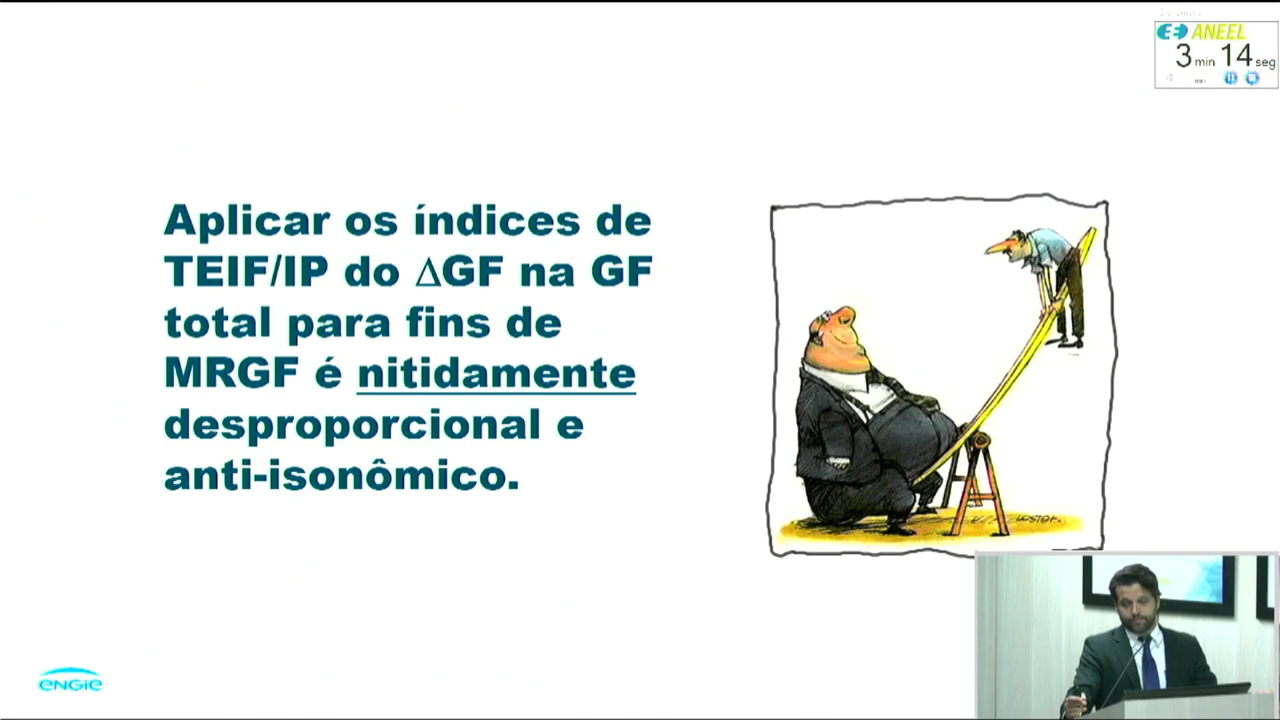 ANEEL
3 min 14 seg
Aplicar os índices de
TEIF/IP do ∆GF na GF
total para fins de
MRGF é nitidamente
desproporcional e
anti-isonômico.
ENGIE